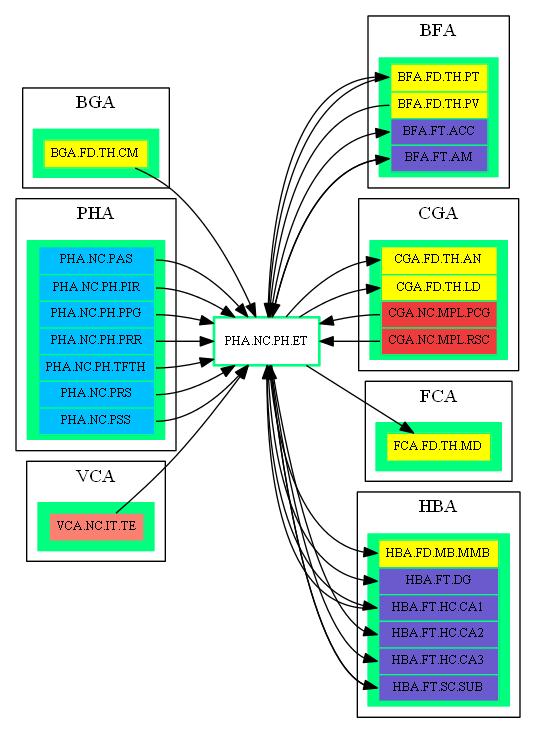 BGA
BGA.FD.TH.CM
PHA
PHA.NC.PAS
PHA.NC.PH.PIR
PHA.NC.PH.PPG
PHA.NC.PH.PRR
PHA.NC.PH.TFTH
PHA.NC.PRS
PHA.NC.PSS
VCA
VCA.NC.IT.TE
PHA.NC.PH.ET
BFA
BFA.FD.TH.PT
BFA.FD.TH.PV
BFA.FT.ACC
BFA.FT.AM
CGA
CGA.FD.TH.AN
CGA.FD.TH.LD
CGA.NC.MPL.PCG
CGA.NC.MPL.RSC
FCA
FCA.FD.TH.MD
HBA
HBA.FD.MB.MMB
HBA.FT.DG
HBA.FT.HC.CA1
HBA.FT.HC.CA2
HBA.FT.HC.CA3
HBA.FT.SC.SUB